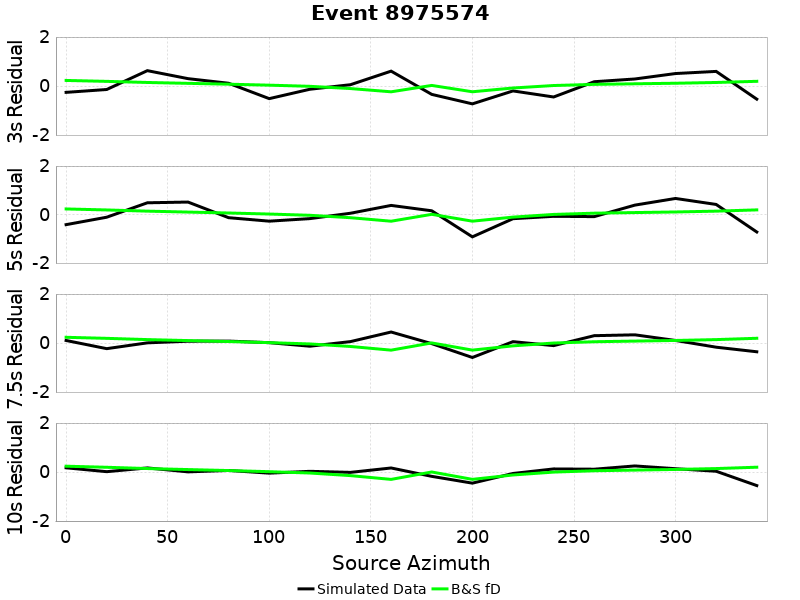 Event 8975574
3s Residual
2
0
-2
5s Residual
2
0
-2
7.5s Residual
2
0
-2
10s Residual
2
0
-2
0 50 100 150 200 250 300
Source Azimuth
Simulated Data B&S fD